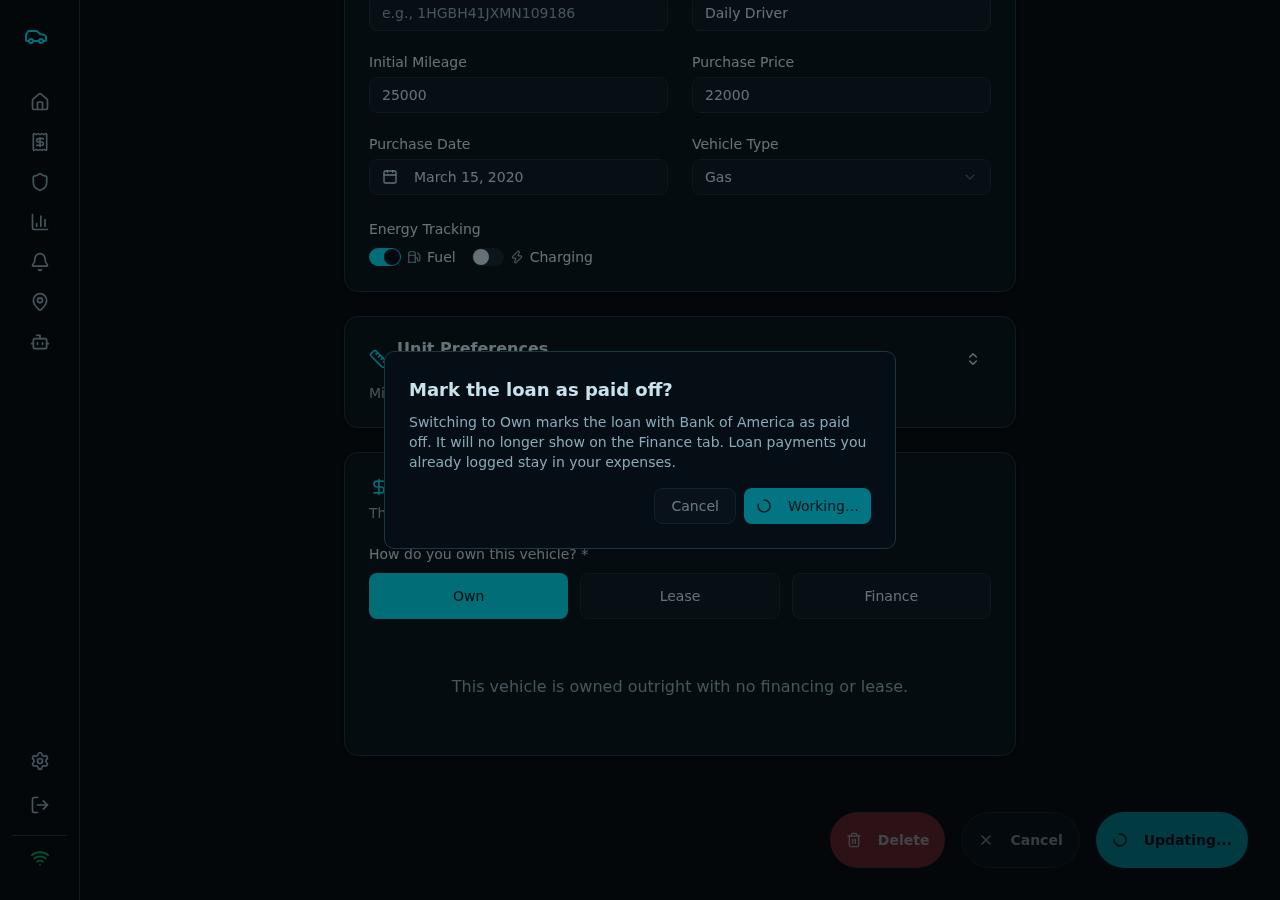 e.g., 1HGBH41JXMN109186
Daily Driver
Initial Mileage
Purchase Price
25000
22000
Purchase Date
Vehicle Type
March 15, 2020
Gas
Energy Tracking
Fuel
Charging
Unit Preferences
Mi
Mark the loan as paid off?
Switching to Own marks the loan with Bank of America as paid
off. It will no longer show on the Finance tab. Loan payments you
already logged stay in your expenses.
Cancel
Working...
Th
How do you own this vehicle? *
Own
Lease
Finance
This vehicle is owned outright with no financing or lease.
Delete
Cancel
Updating...